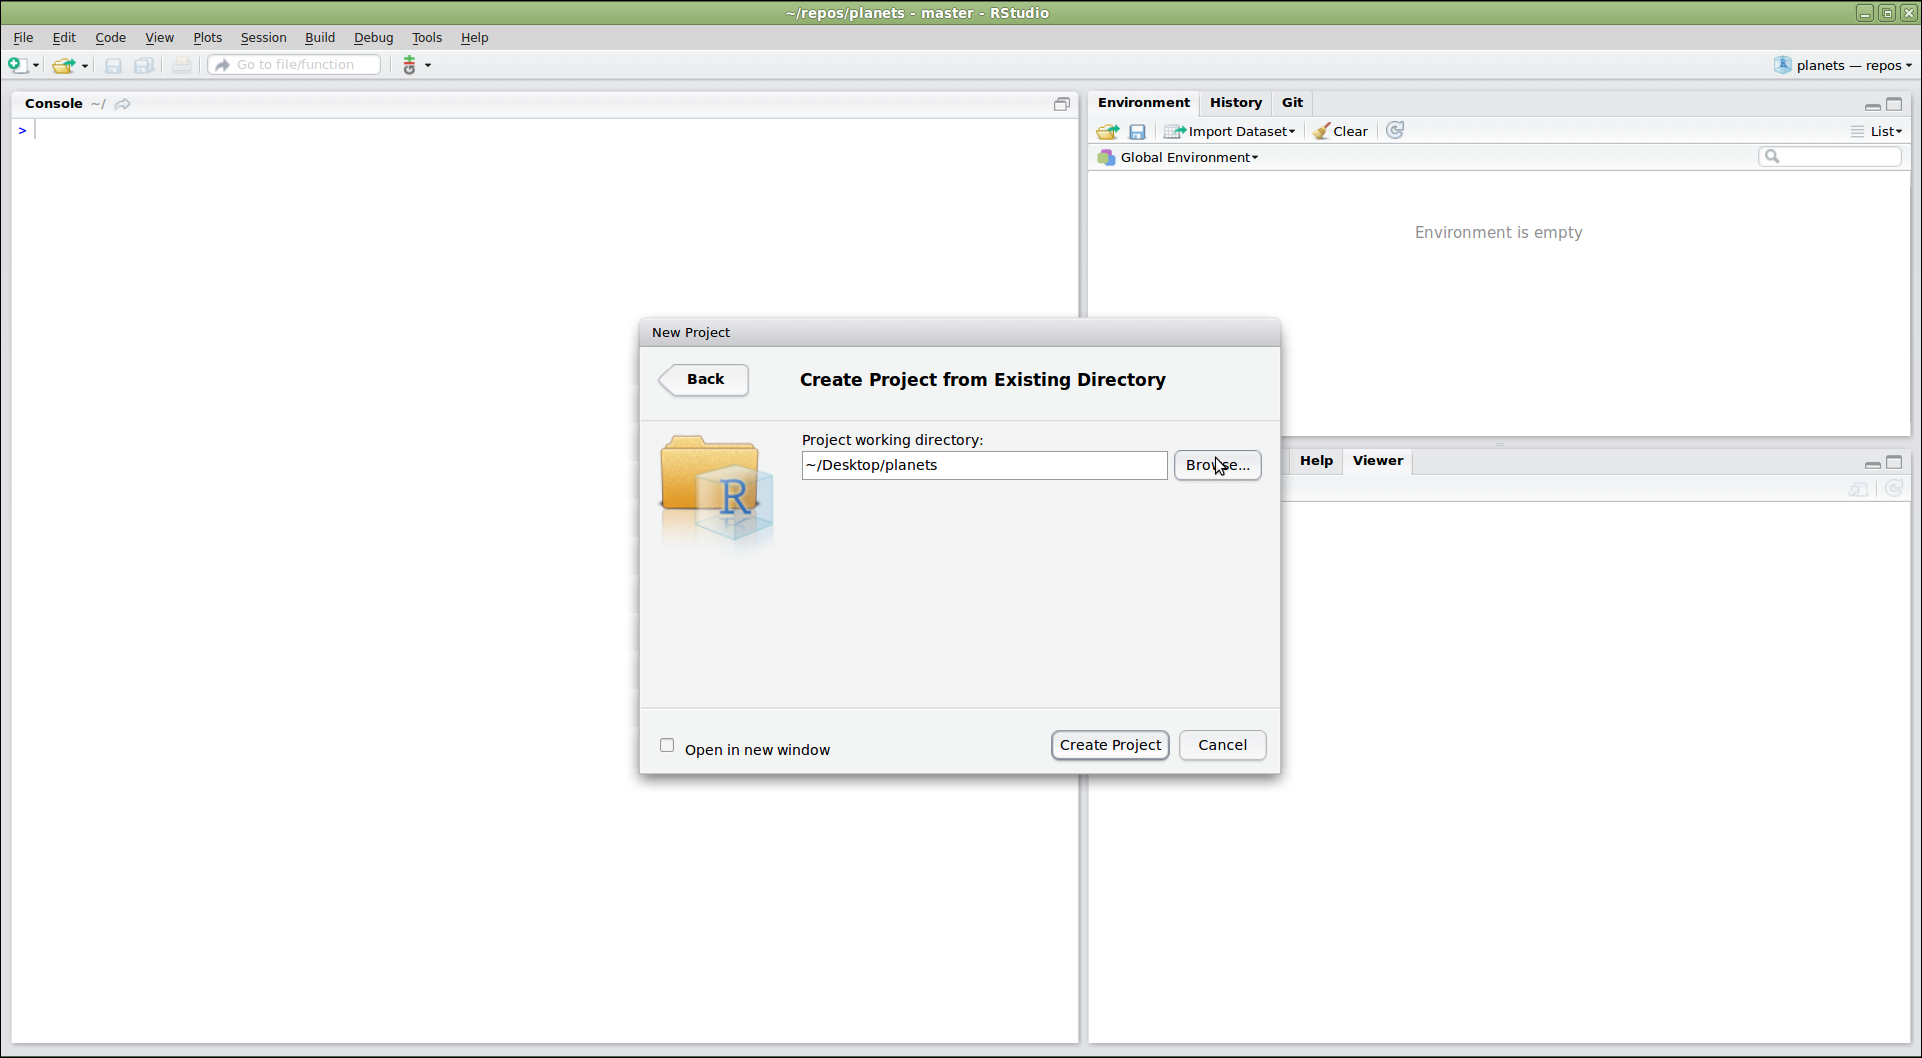 ~/repos/planets - master - RStudio
File Edit Code View Plots Session Build Debug Tools Help
Go to file/function
planets — repos
Console ~/
>
Environment History Git
Import Dataset Clear List
Global Environment
Environment is empty
New Project
Back
Create Project from Existing Directory
Project working directory:
~/Desktop/planets
Browse...
R
Open in new window
Create Project Cancel
Help Viewer